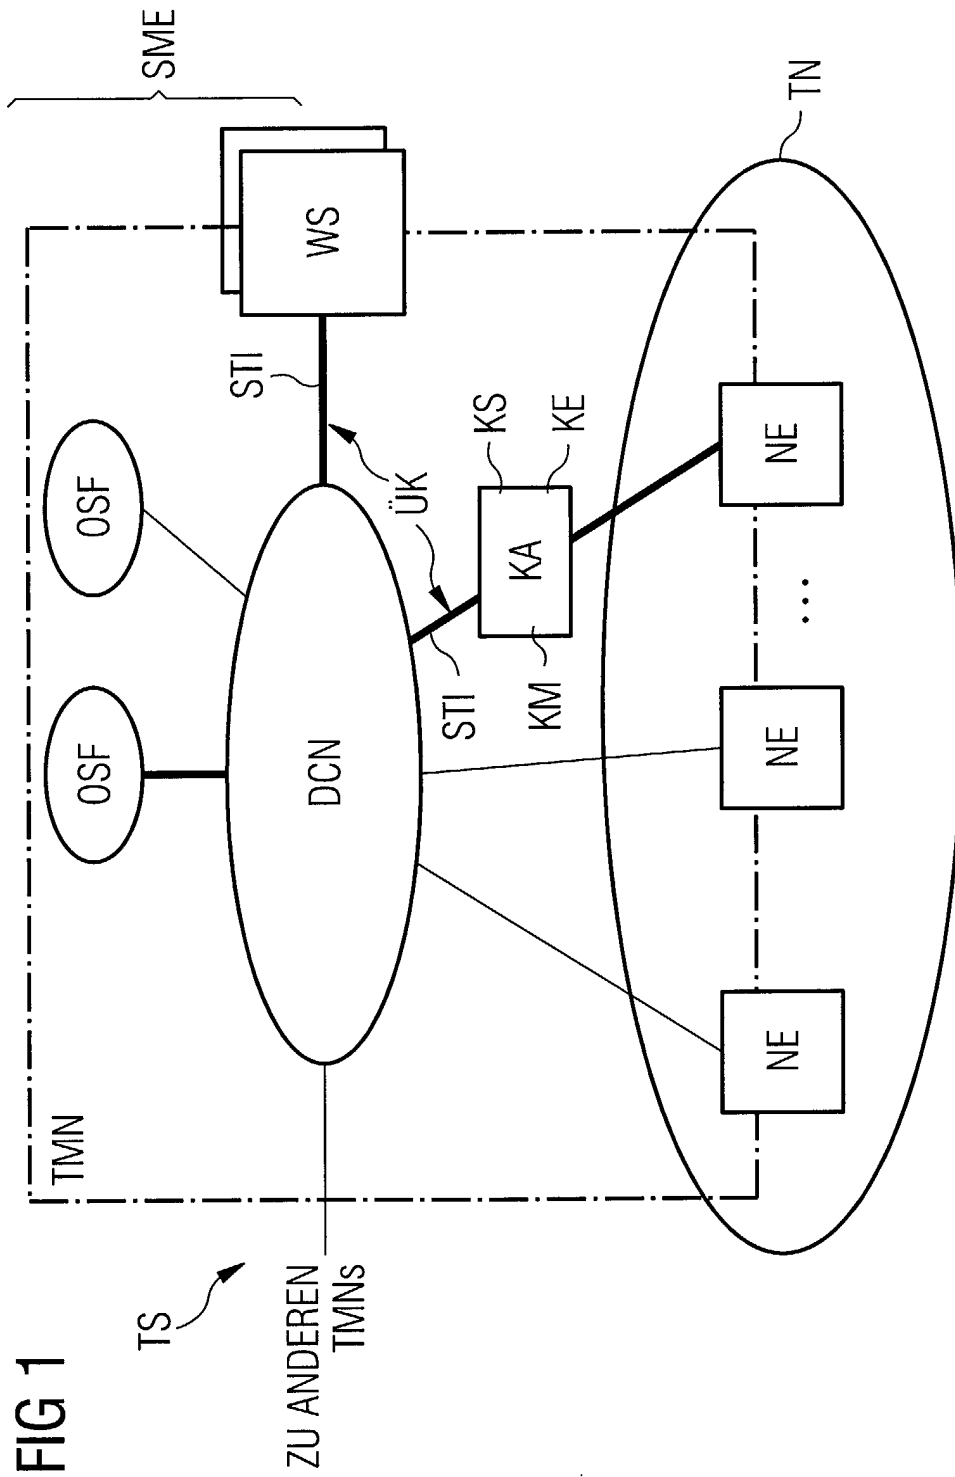 FIG 1
TS
ZU ANDEREN
TMNs
TMN
OSF
OSF
SME
DCN
STI
WS
ÜK
STI
KS
KA
KM
KE
TN
NE
NE
...
NE